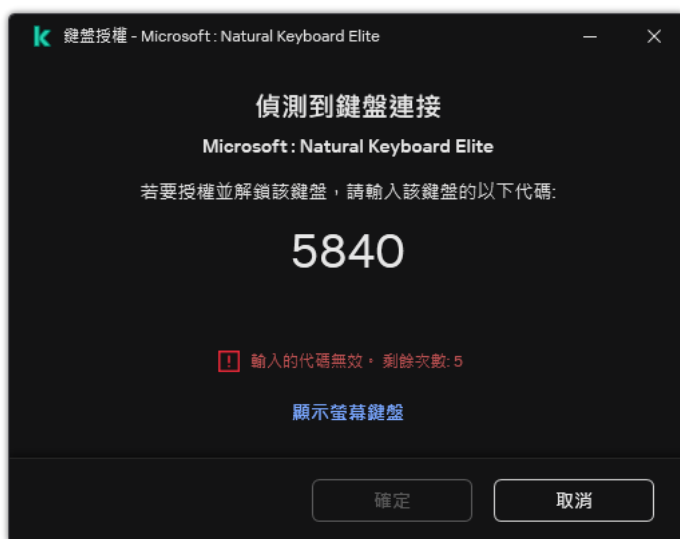 鍵盤授權 - Microsoft : Natural Keyboard Elite
偵測到鍵盤連接
Microsoft : Natural Keyboard Elite
若要授權並解鎖該鍵盤，請輸入該鍵盤的以下代碼:
5840
輸入的代碼無效。 剩餘次數: 5
顯示螢幕鍵盤
確定
取消